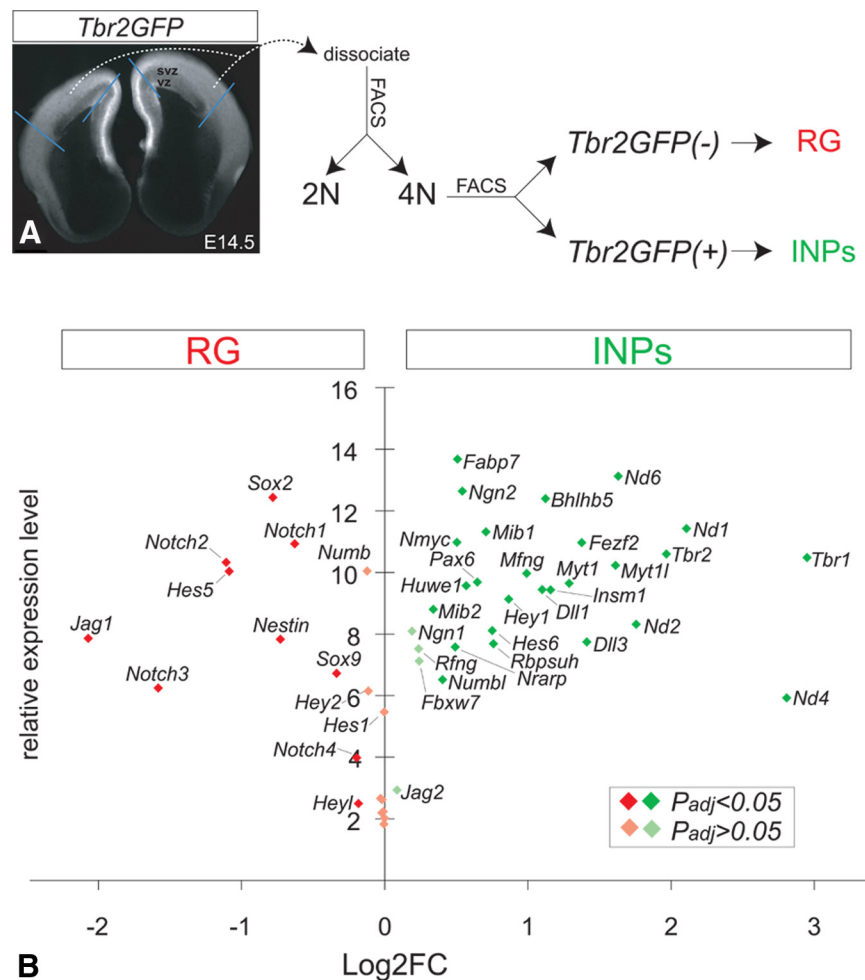 Tbr2GFP
svz
vz
A
E14.5
dissociate
FACS
2N
4N
FACS
Tbr2GFP(-)
RG
Tbr2GFP(+)
INPs
RG
INPs
relative expression level
16
14
12
10
8
6
4
2
Fabp7
Nd6
Sox2
Ngn2
Bhlhb5
Notch1
Nmyc
Mib1
Fezf2
Nd1
Notch2
Numb
Pax6
Mfng
Myt1
Tbr2
Tbr1
Hes5
Huwe1
Myt1l
Insm1
Mib2
Hey1
Dll1
Jag1
Nestin
Ngn1
Hes6
Dll3
Nd2
Sox9
Rfng
Rbpsuh
Notch3
Nrarp
Numbl
Hey2
Fbxw7
Nd4
Hes1
Notch4
Jag2
Heyl
Padj<0.05
Padj>0.05
-2
-1
0
1
2
3
Log2FC
B